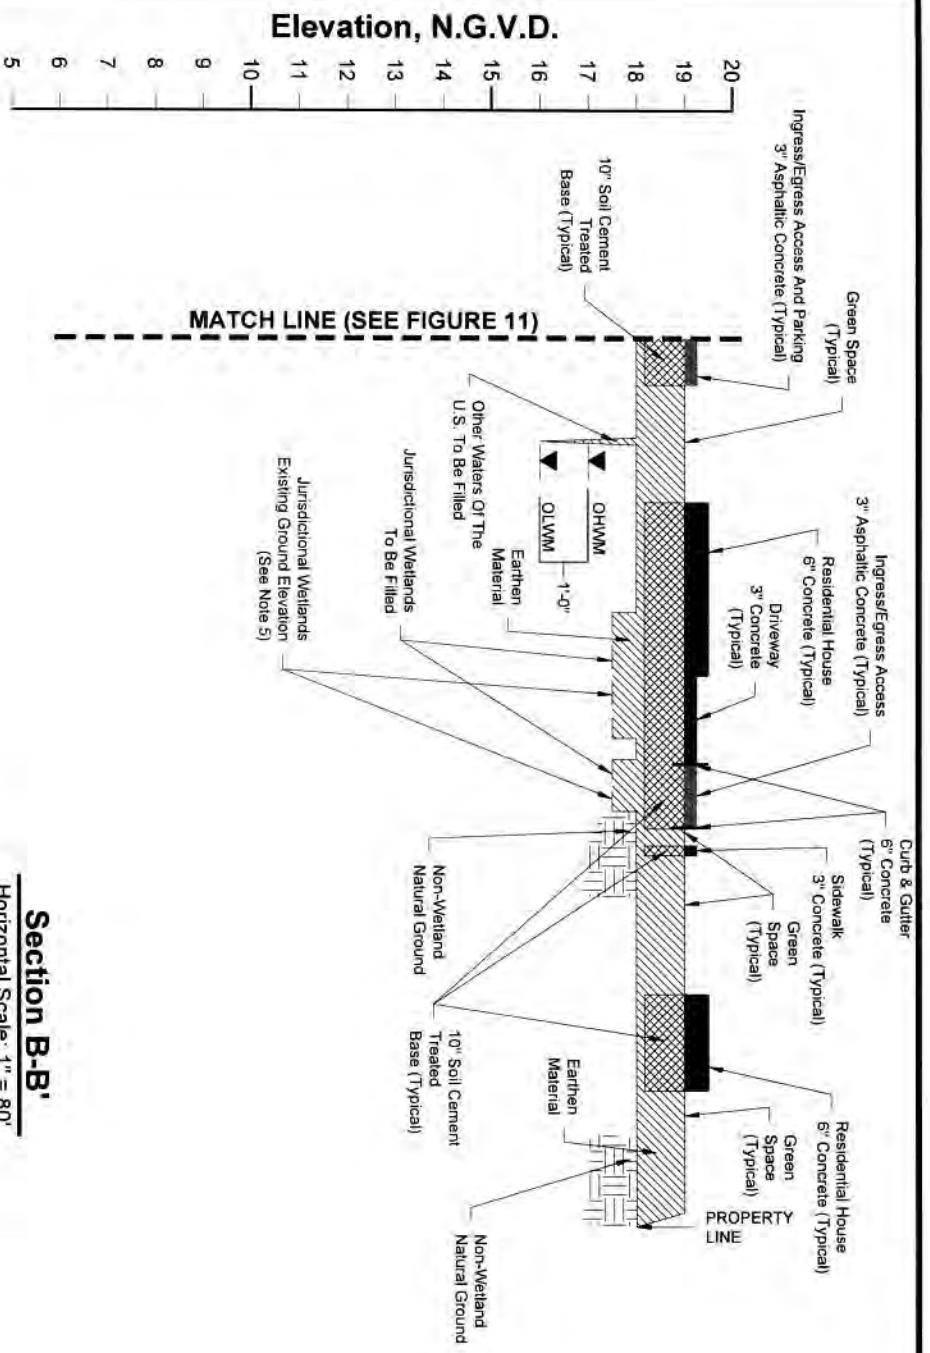 Elevation, N.G.V.D.
20
19
18
17
16
15
14
13
12
11
10
9
8
7
6
5
Ingress/Egress Access And Parking
3" Asphaltic Concrete (Typical)
Green Space
(Typical)
10" Soil Cement
Treated
Base (Typical)
MATCH LINE (SEE FIGURE 11)
Other Waters Of The
U.S. To Be Filled
OHWM
OLWM
1'-0"
Earthen
Material
Jurisdictional Wetlands
To Be Filled
Jurisdictional Wetlands
Existing Ground Elevation
(See Note 5)
Ingress/Egress Access
3" Asphaltic Concrete (Typical)
Residential House
6" Concrete (Typical)
Driveway
3" Concrete
(Typical)
Curb & Gutter
6" Concrete
(Typical)
Sidewalk
3" Concrete (Typical)
Green
Space
(Typical)
Non-Wetland
Natural Ground
10" Soil Cement
Treated
Base (Typical)
Residential House
6" Concrete (Typical)
Green
Space
(Typical)
Earthen
Material
PROPERTY
LINE
Non-Wetland
Natural Ground
Section B-B'
Horizontal Scale: 1" = 80'